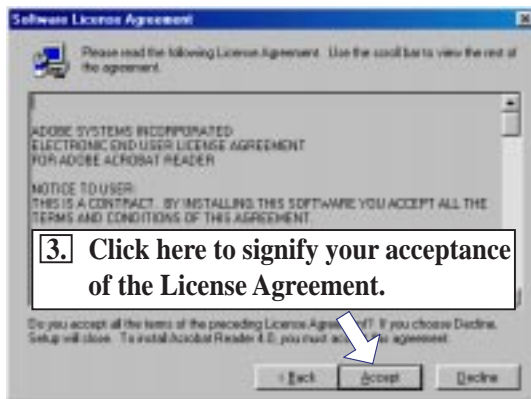 Software License Agreement
Please read the following License Agreement. Use the scroll bar to view the rest of
the agreement.
ADOBE SYSTEMS INCORPORATED
ELECTRONIC END USER LICENSE AGREEMENT
FOR ADOBE ACROBAT READER
NOTICE TO USER:
THIS IS A CONTRACT. BY INSTALLING THIS SOFTWARE YOU ACCEPT ALL THE
TERMS AND CONDITIONS OF THIS AGREEMENT.
3. Click here to signify your acceptance
of the License Agreement.
Do you accept all the terms of the preceding License Agreement? If you choose Decline,
Setup will close. To install Acrobat Reader 4.0, you must agreement.
< Back Accept Decline